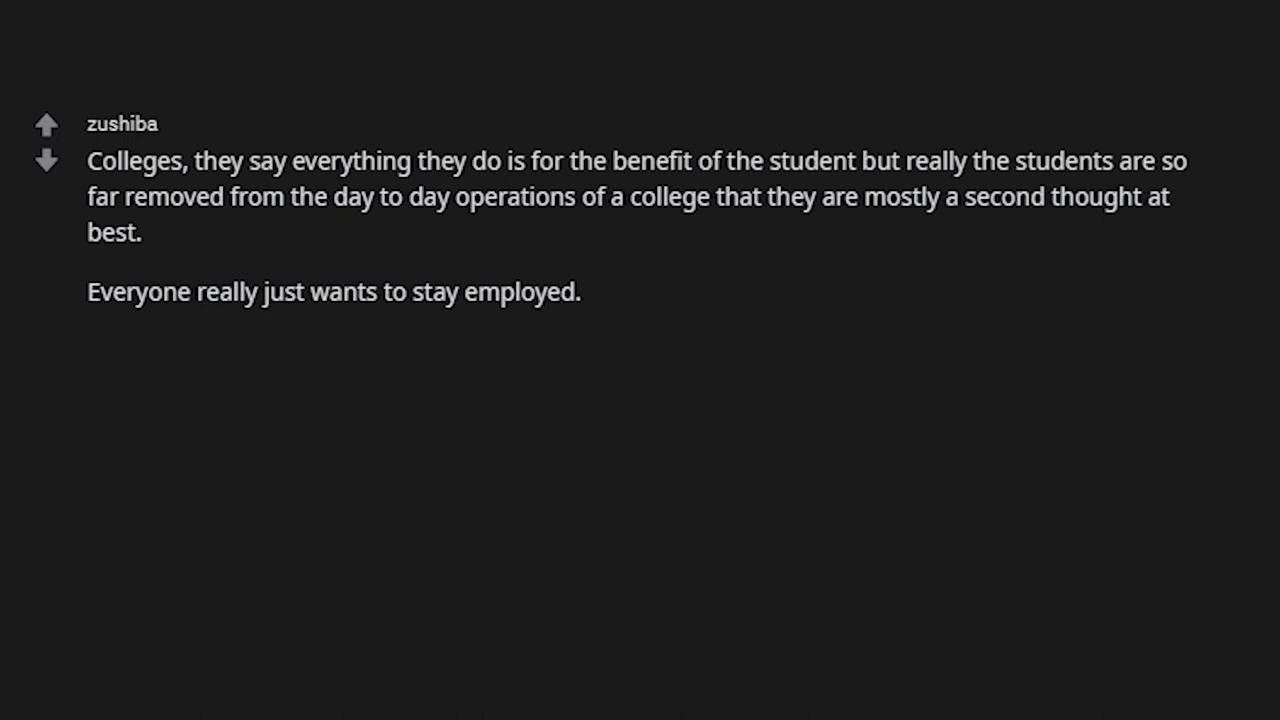 zushiba
Colleges, they say everything they do is for the benefit of the student but really the students are so
far removed from the day to day operations of a college that they are mostly a second thought at
best.
Everyone really just wants to stay employed.